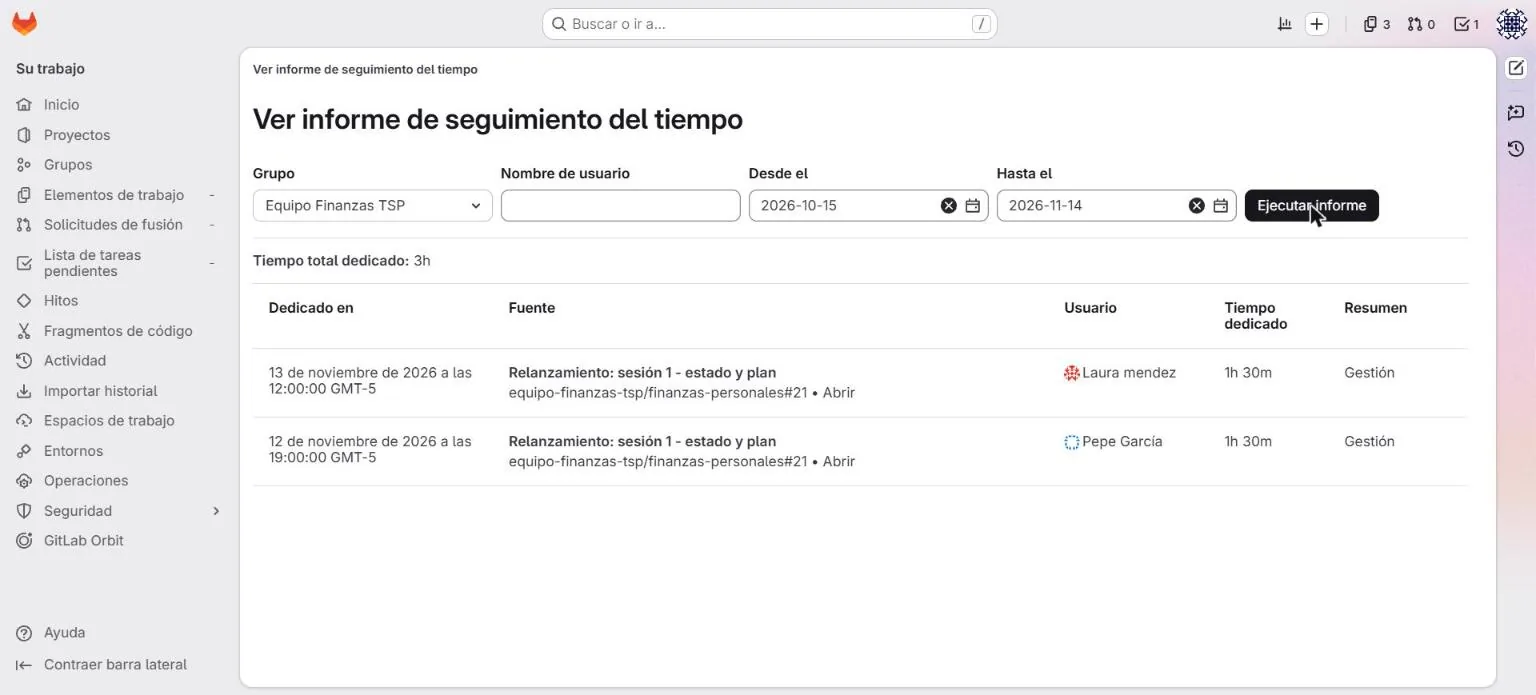 Buscar o ir a...
/
3
0
1
Su trabajo
Inicio
Proyectos
Grupos
Elementos de trabajo -
Solicitudes de fusión -
Lista de tareas
pendientes -
Hitos
Fragmentos de código
Actividad
Importar historial
Espacios de trabajo
Entornos
Operaciones
Seguridad
GitLab Orbit
Ayuda
Contraer barra lateral
Ver informe de seguimiento del tiempo
Ver informe de seguimiento del tiempo
Grupo Nombre de usuario Desde el Hasta el
Equipo Finanzas TSP 2026-10-15 2026-11-14 Ejecutar informe
Tiempo total dedicado: 3h
Dedicado en Fuente Usuario Tiempo dedicado Resumen
13 de noviembre de 2026 a las Relanzamiento: sesión 1 - estado y plan Laura mendez 1h 30m Gestión
12:00:00 GMT-5 equipo-finanzas-tsp/finanzas-personales#21 • Abrir
12 de noviembre de 2026 a las Relanzamiento: sesión 1 - estado y plan Pepe García 1h 30m Gestión
19:00:00 GMT-5 equipo-finanzas-tsp/finanzas-personales#21 • Abrir